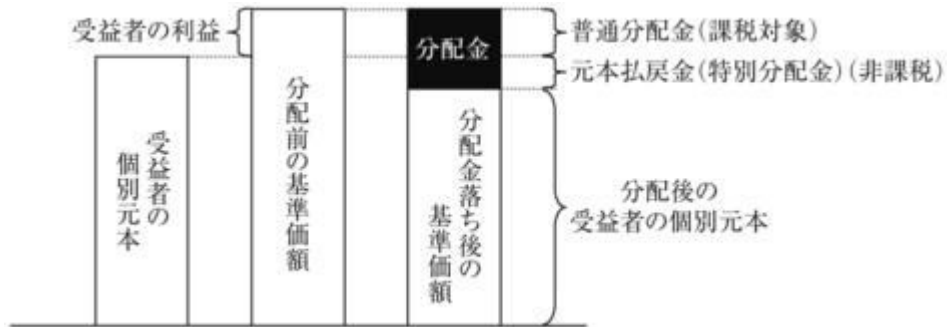 受益者の利益
受益者の
個別元本
分配前の基準価額
分配金
分配金落ち後の
基準価額
普通分配金(課税対象)
元本払戻金(特別分配金)(非課税)
分配後の
受益者の個別元本